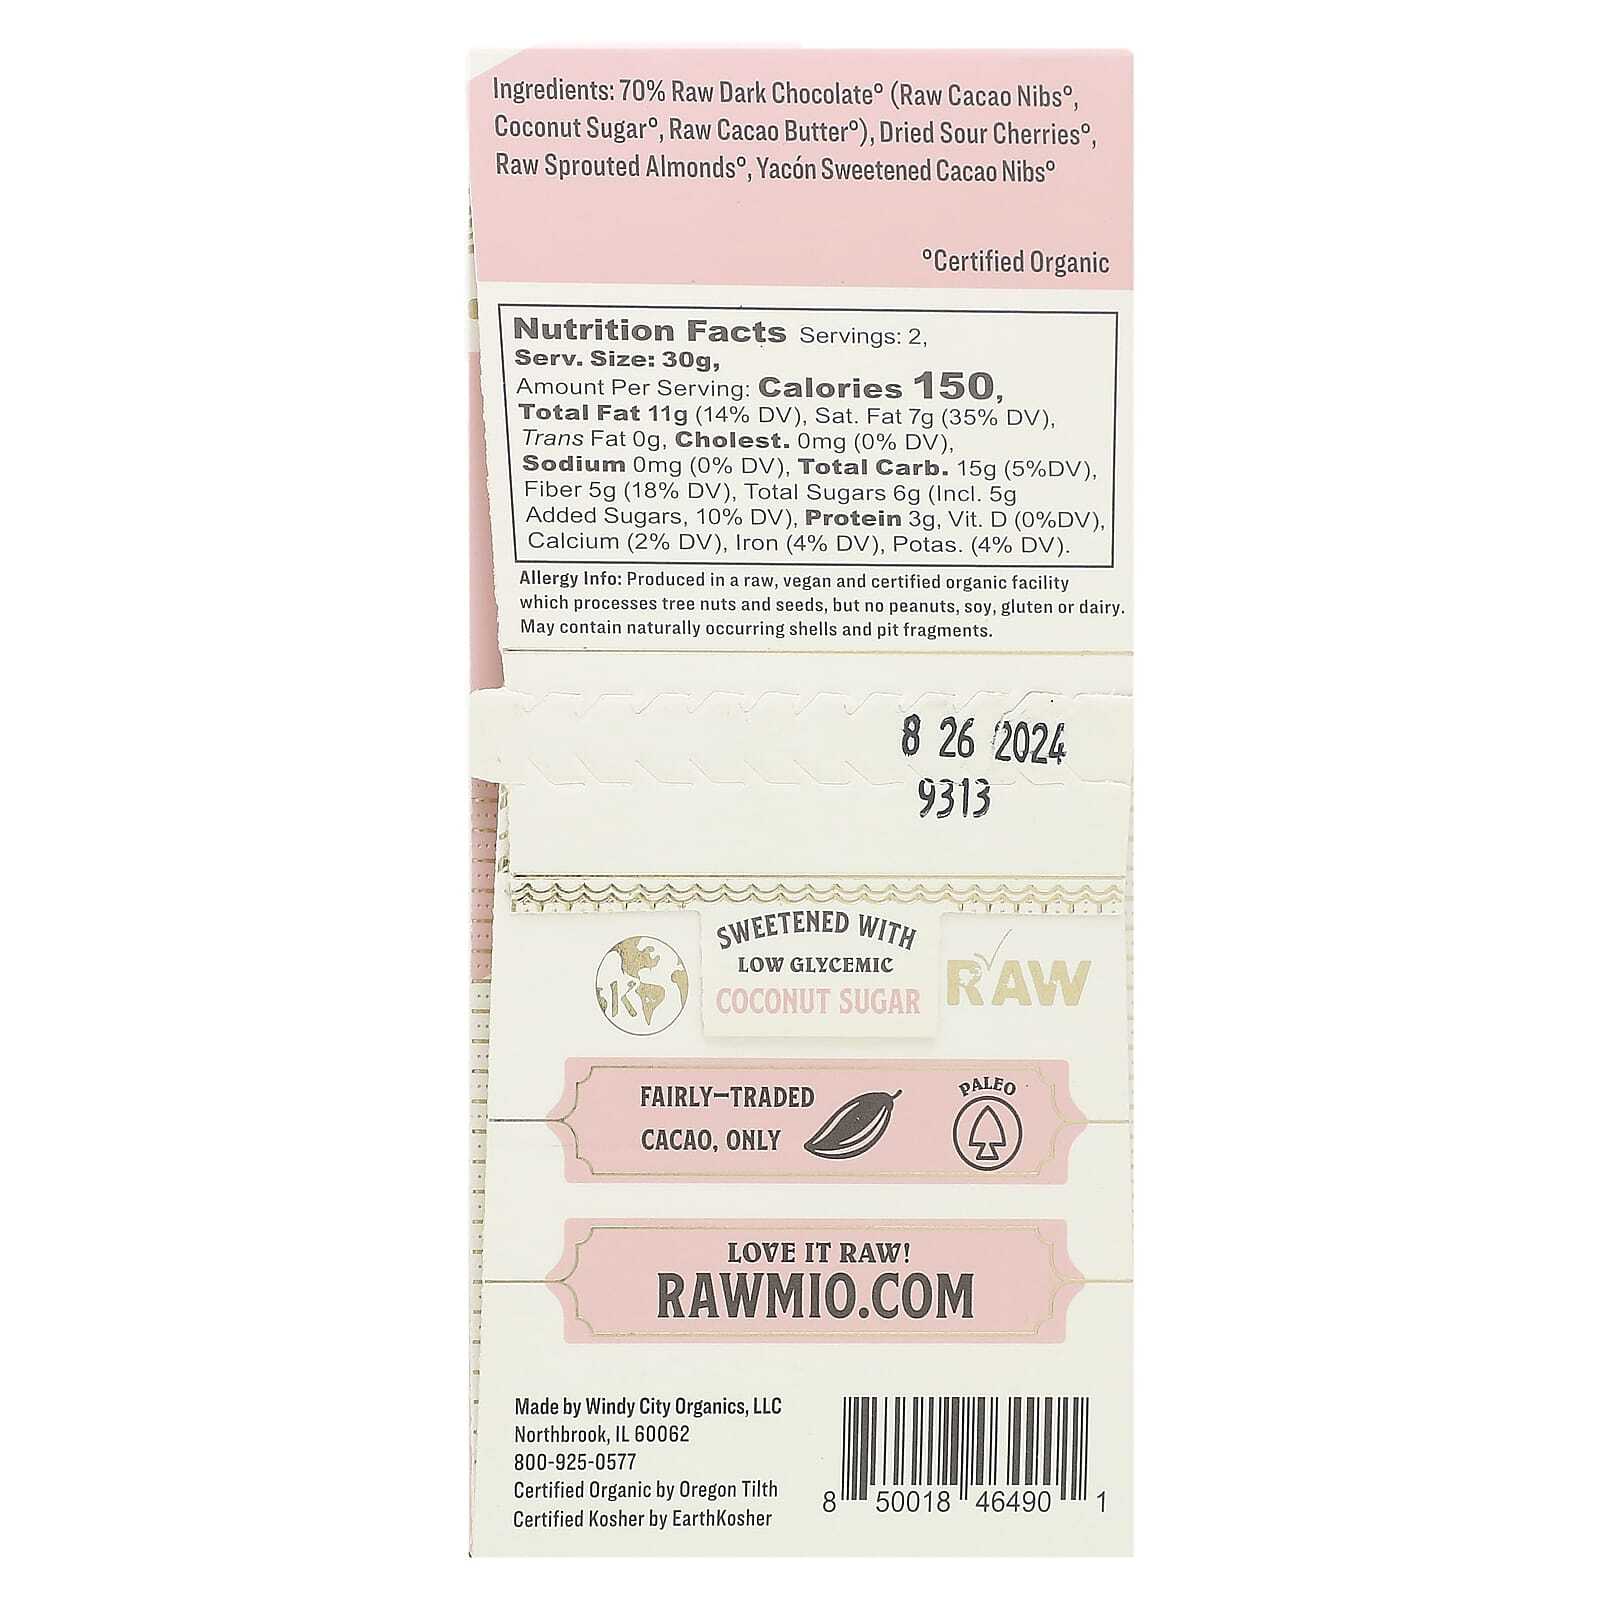 Ingredients: 70% Raw Dark Chocolate° (Raw Cacao Nibs°,
Coconut Sugar°, Raw Cacao Butter°), Dried Sour Cherries°,
Raw Sprouted Almonds°, Yacón Sweetened Cacao Nibs°
°Certified Organic
Nutrition Facts Servings: 2,
Serv. Size: 30g,
Amount Per Serving: Calories 150,
Total Fat 11g (14% DV), Sat. Fat 7g (35% DV),
Trans Fat 0g, Cholest. 0mg (0% DV),
Sodium 0mg (0% DV), Total Carb. 15g (5%DV),
Fiber 5g (18% DV), Total Sugars 6g (Incl. 5g
Added Sugars, 10% DV), Protein 3g, Vit. D (0%DV),
Calcium (2% DV), Iron (4% DV), Potas. (4% DV).
Allergy Info: Produced in a raw, vegan and certified organic facility
which processes tree nuts and seeds, but no peanuts, soy, gluten or dairy.
May contain naturally occurring shells and pit fragments.
8 26 2024
9313
SWEETENED WITH
LOW GLYCEMIC
COCONUT SUGAR
K
RAW
FAIRLY-TRADED
CACAO, ONLY
PALEO
LOVE IT RAW!
RAWMIO.COM
Made by Windy City Organics, LLC
Northbrook, IL 60062
800-925-0577
Certified Organic by Oregon Tilth
Certified Kosher by EarthKosher
8 50018 46490 1